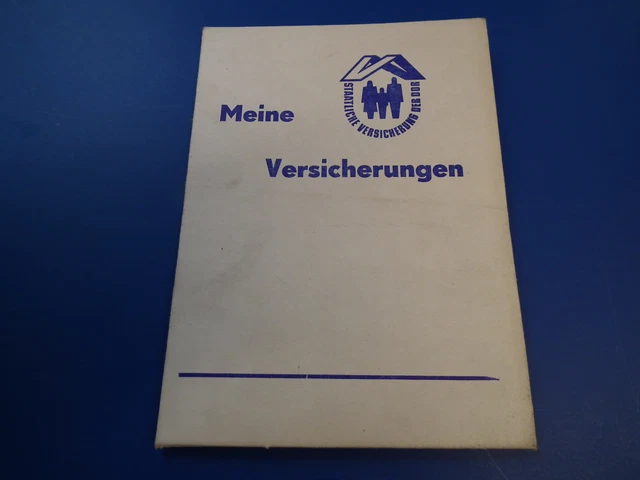 STAATLICHE VERSICHERUNG DER DDR
Meine
Versicherungen